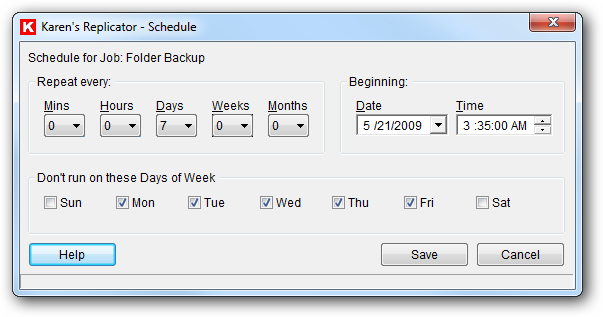 K Karen's Replicator - Schedule
Schedule for Job: Folder Backup
Repeat every: Beginning:
Mins Hours Days Weeks Months Date Time
0 0 7 0 0 5 /21/2009 3 :35:00 AM
Don't run on these Days of Week
Sun Mon Tue Wed Thu Fri Sat
Help Save Cancel